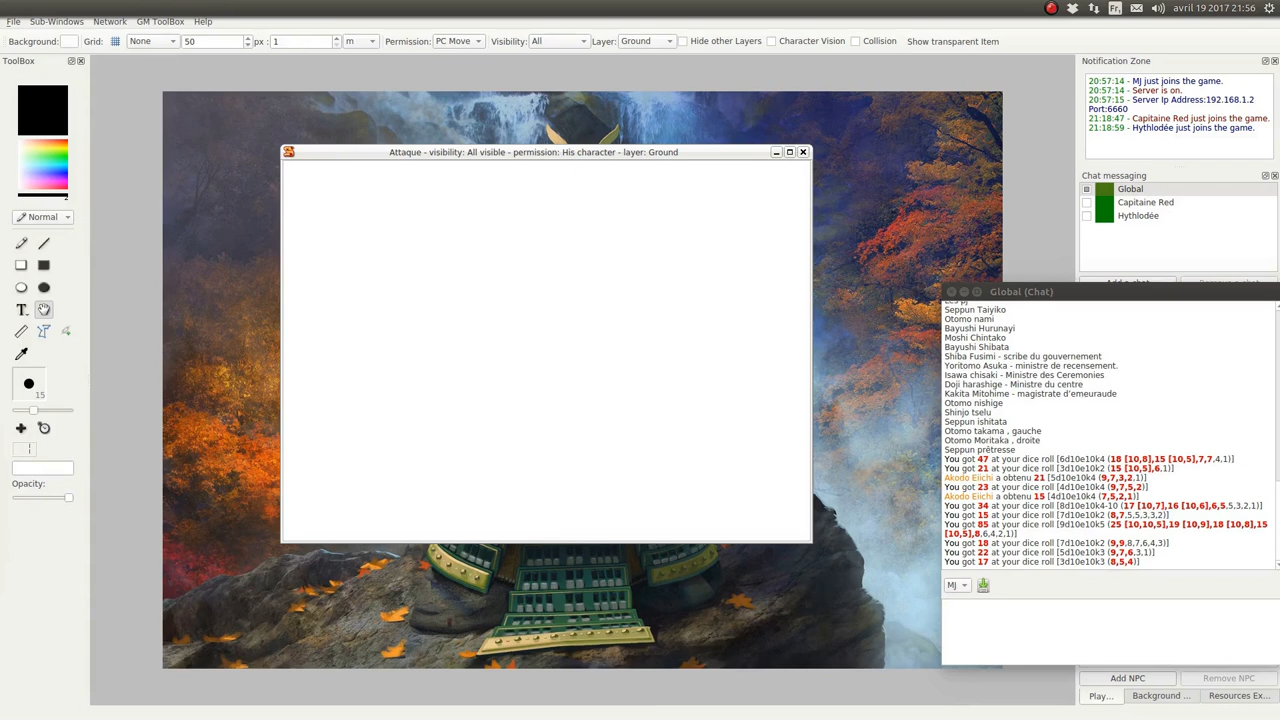 Fr₁ avril 19 2017 21:56
File Sub-Windows Network GM ToolBox Help
Background: Grid: None 50 px : 1 m Permission: PC Move Visibility: All Layer: Ground Hide other Layers Character Vision Collision Show transparent Item
ToolBox
2
Normal
T
15
Opacity:
Attaque - visibility: All visible - permission: His character - layer: Ground
Notification Zone
20:57:14 - MJ just joins the game.
20:57:14 - Server is on.
20:57:15 - Server Ip Address:192.168.1.2
Port:6660
21:18:47 - Capitaine Red just joins the game.
21:18:59 - Hythlodée just joins the game.
Chat messaging
Global
Capitaine Red
Hythlodée
Global (Chat)
Seppun Taiyiko
Otomo nami
Bayushi Hurunayi
Moshi Chintako
Bayushi Shibata
Shiba Fusimi - scribe du gouvernement
Yoritomo Asuka - ministre de recensement.
Isawa chisaki - Ministre des Ceremonies
Doji harashige - Ministre du centre
Kakita Mitohime - magistrate d'emeuraude
Otomo nishige
Shinjo tselu
Seppun ishitata
Otomo takama , gauche
Otomo Moritaka , droite
Seppun prêtresse
You got 47 at your dice roll [6d10e10k4 (18 [10,8],15 [10,5],7,7,4,1)]
You got 21 at your dice roll [3d10e10k2 (15 [10,5],6,1)]
Akodo Eiichi a obtenu 21 [5d10e10k4 (9,7,3,2,1)]
You got 23 at your dice roll [4d10e10k4 (9,7,5,2)]
Akodo Eiichi a obtenu 15 [4d10e10k4 (7,5,2,1)]
You got 34 at your dice roll [8d10e10k4-10 (17 [10,7],16 [10,6],6,5,5,3,2,1)]
You got 15 at your dice roll [7d10e10k2 (8,7,5,5,3,3,2)]
You got 85 at your dice roll [9d10e10k5 (25 [10,10,5],19 [10,9],18 [10,8],15
[10,5],8,6,4,2,1)]
You got 18 at your dice roll [7d10e10k2 (9,9,8,7,6,4,3)]
You got 22 at your dice roll [5d10e10k3 (9,7,6,3,1)]
You got 17 at your dice roll [3d10e10k3 (8,5,4)]
MJ
Add NPC Remove NPC
Play... Background ... Resources Ex...